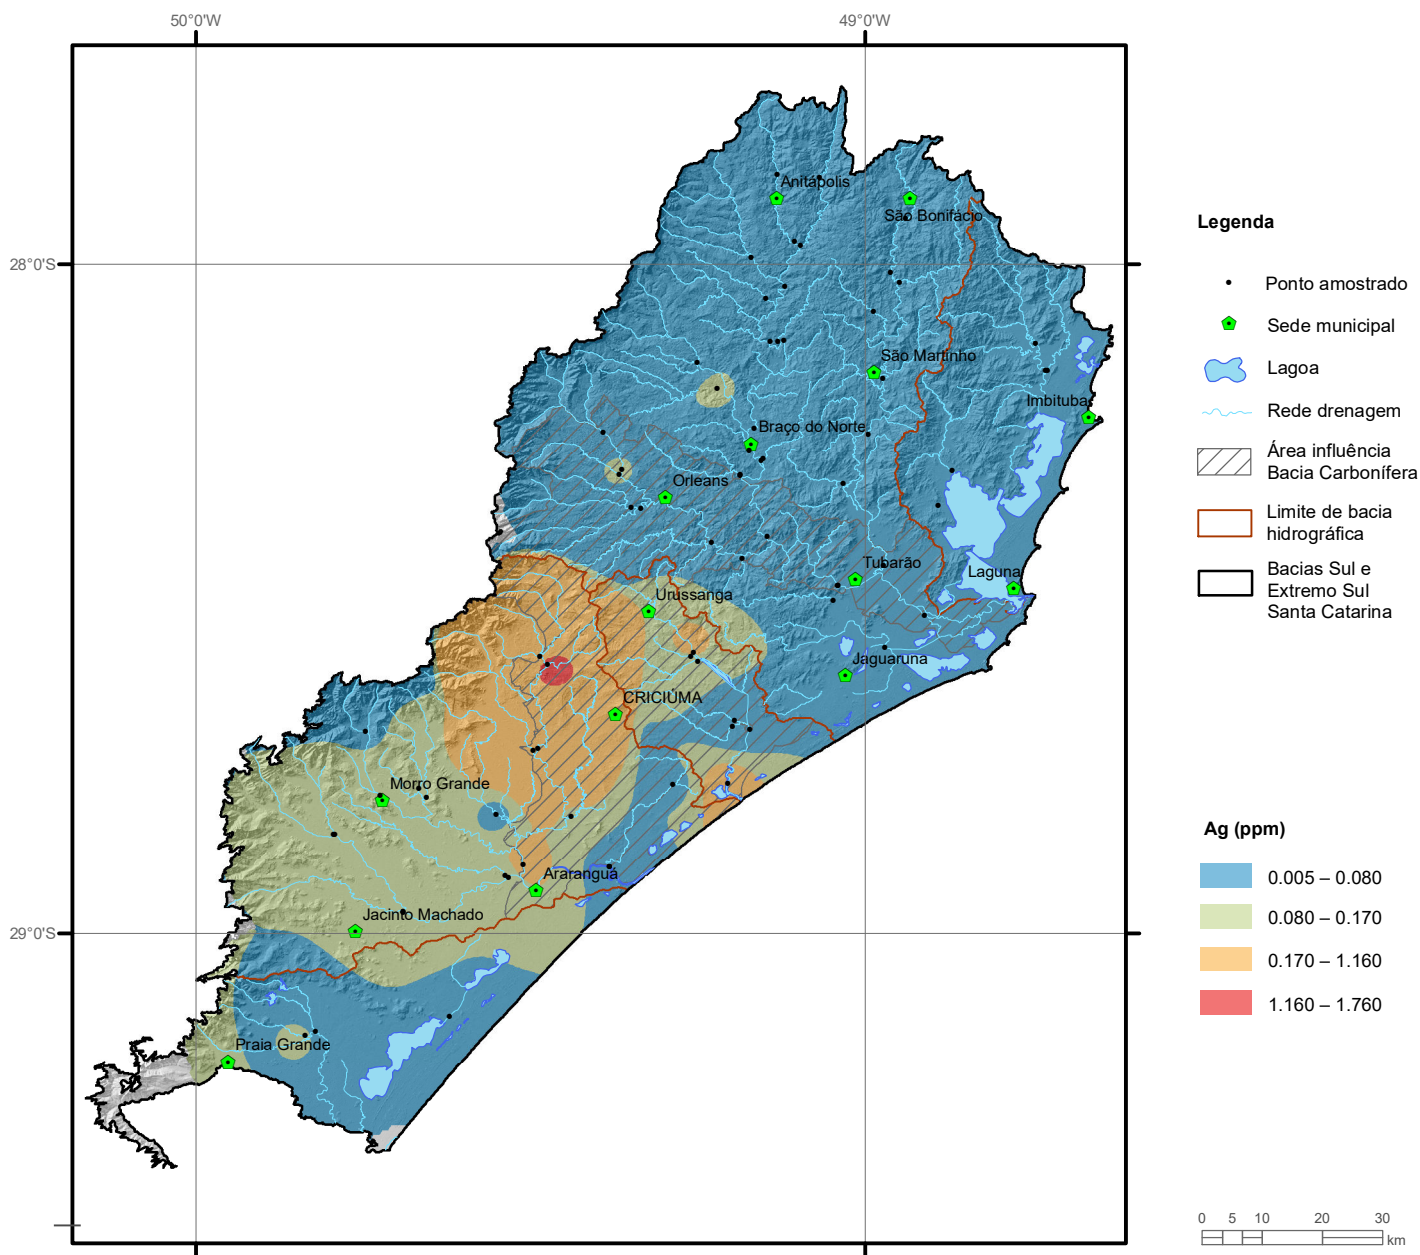 50°0'W
49°0'W
28°0'S
29°0'S
Anitápolis
São Bonifácio
São Martinho
Imbituba
Braço do Norte
Orleans
Tubarão
Laguna
Urussanga
Jaguaruna
CRICIÚMA
Morro Grande
Araranguá
Jacinto Machado
Praia Grande
Legenda
Ponto amostrado
Sede municipal
Lagoa
Rede drenagem
Área influência
Bacia Carbonífera
Limite de bacia
hidrográfica
Bacias Sul e
Extremo Sul
Santa Catarina
Ag (ppm)
0.005 – 0.080
0.080 – 0.170
0.170 – 1.160
1.160 – 1.760
0 5 10 20 30
km